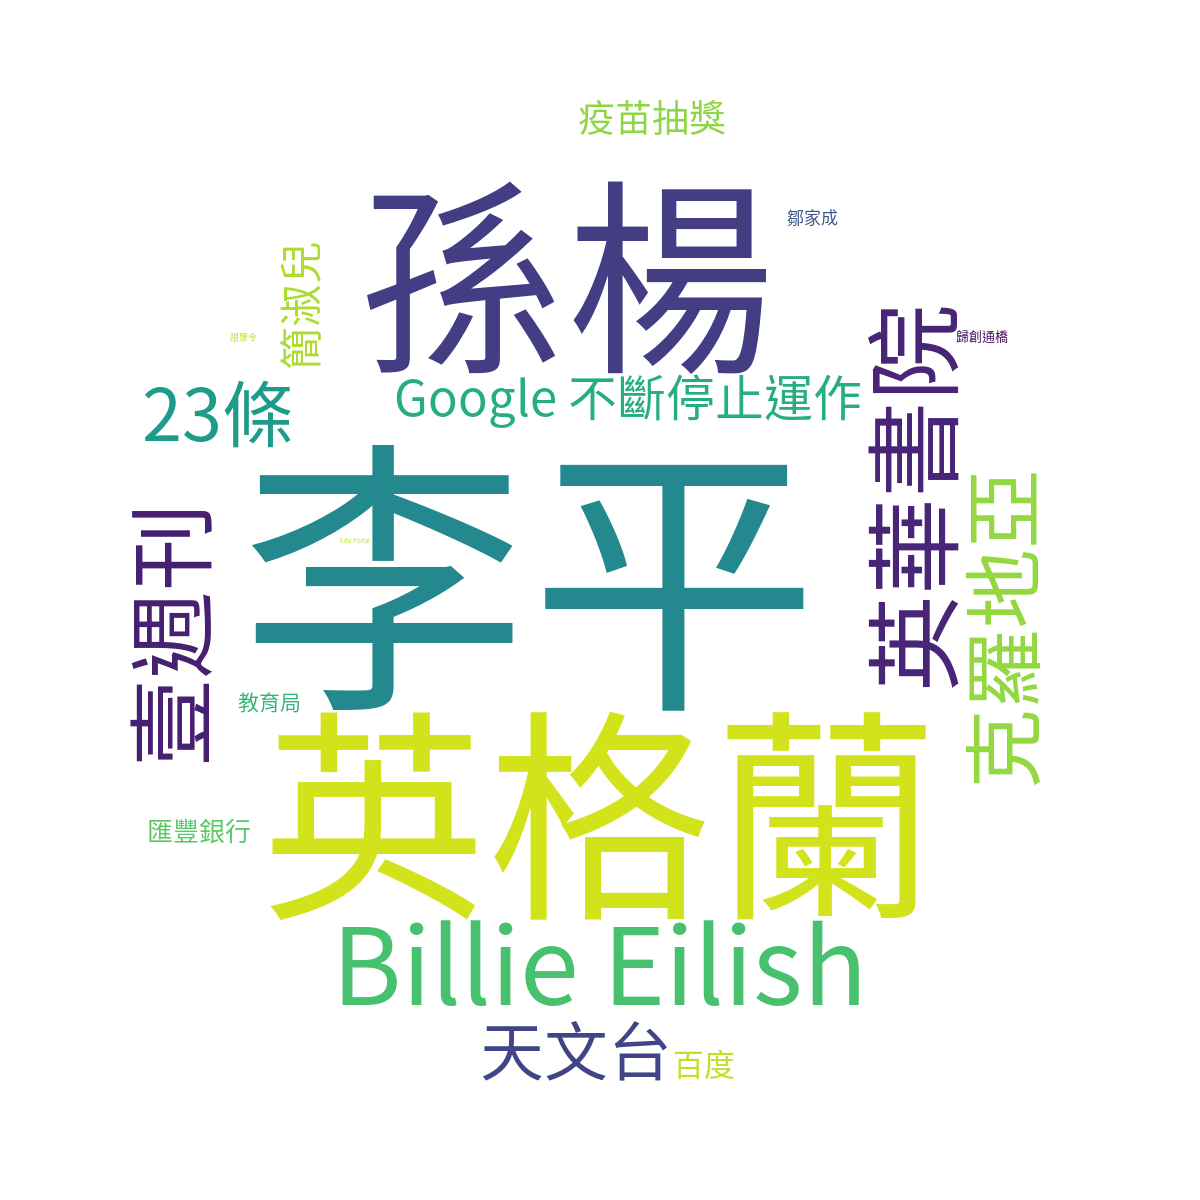 疫苗抽獎
孫楊
鄒家成
簡淑兒
限聚令
英華書院
歸創通橋
23條
Google 不斷停止運作
李平
克羅地亞
壹週刊
Edu Portal
教育局
英格蘭
匯豐銀行
Billie Eilish
天文台
百度